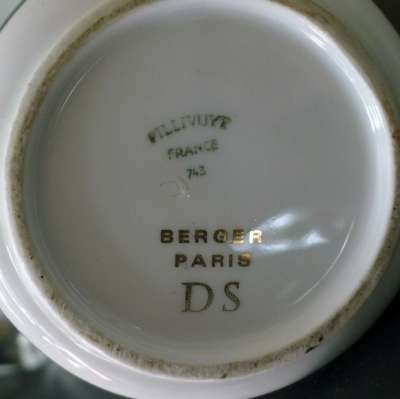 PILLIVUYT
FRANCE
743
BERGER
PARIS
DS